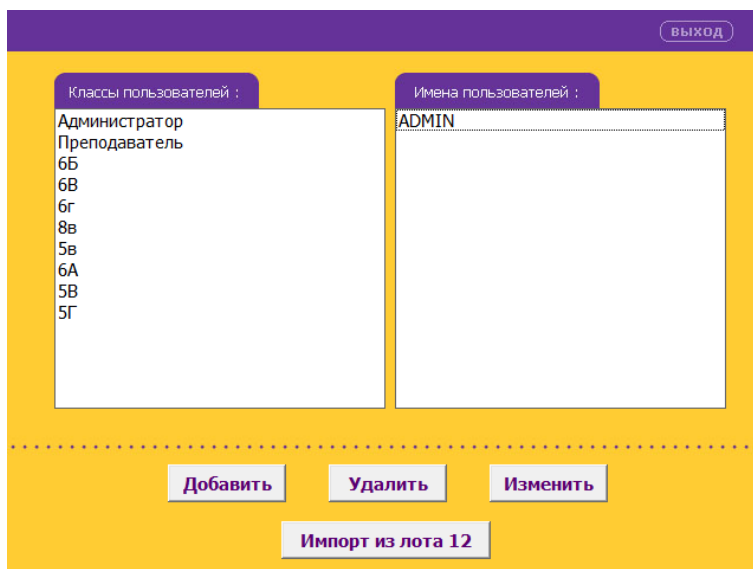 выход
Классы пользователей :
Имена пользователей :
Администратор
Преподаватель
6Б
6В
6г
8в
5в
6А
5В
5Г
ADMIN
Добавить
Удалить
Изменить
Импорт из лота 12